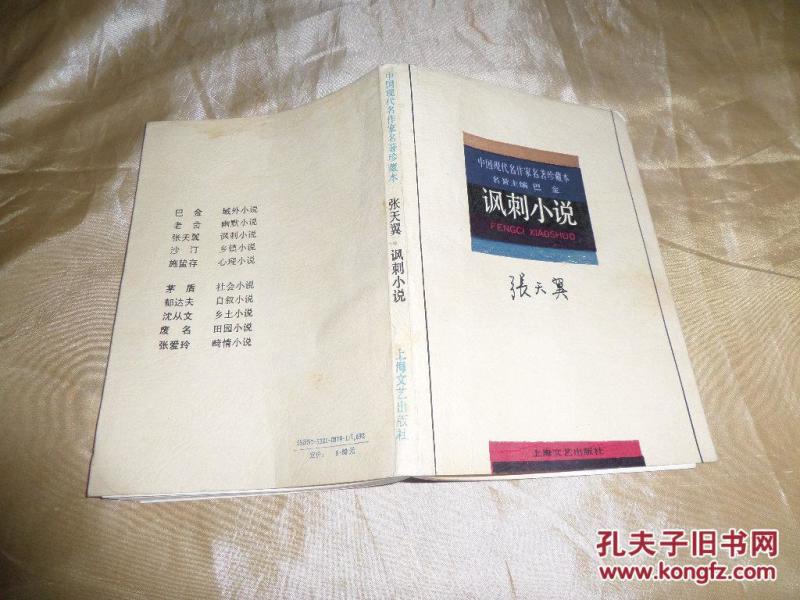 巴 金 域外小说
老 舍 幽默小说
张天翼 讽刺小说
沙 汀 乡镇小说
施蛰存 心理小说
茅 盾 社会小说
郁达夫 自叙小说
沈从文 乡土小说
废 名 田园小说
张爱玲 畸情小说
定价:
中国现代名作家名著珍藏本
张天翼·讽刺小说
上海文艺出版社
中国现代名作家名著珍藏本
名誉主编 巴 金
讽刺小说
FENGCI XIAOSHUO
張天翼
上海文艺出版社
孔夫子旧书网
www.kongfz.com